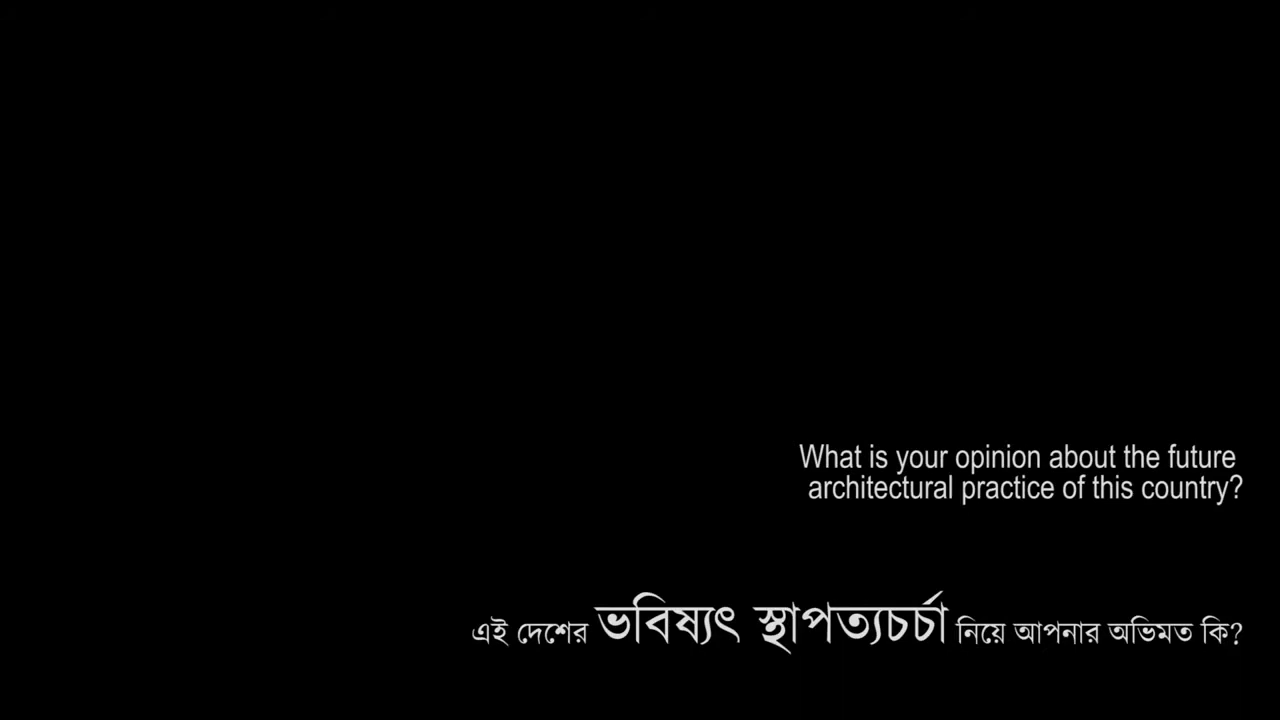 What is your opinion about the future
architectural practice of this country?
এই দেশের ভবিষ্যৎ স্থাপত্যচর্চা নিয়ে আপনার অভিমত কি?